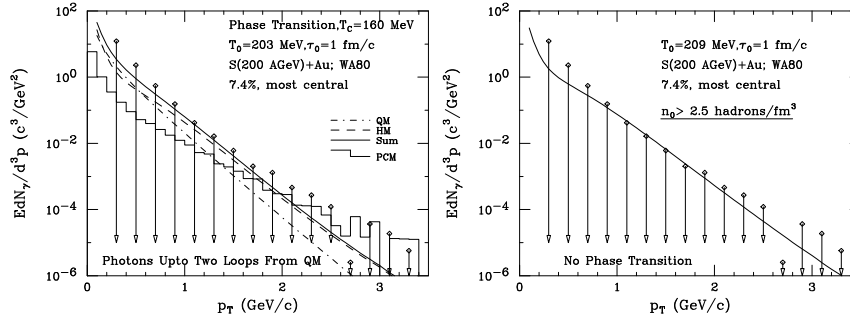 Phase Transition,T_C=160 MeV
T_0=203 MeV,τ_0=1 fm/c
S(200 AGeV)+Au; WA80
7.4%, most central
QM
HM
Sum
PCM
Photons Upto Two Loops From QM
EdN_γ/d^3p (c^3/GeV^2)
10^2
10^0
10^−2
10^−4
10^−6
0
1
2
3
p_T (GeV/c)
T_0=209 MeV,τ_0=1 fm/c
S(200 AGeV)+Au; WA80
7.4%, most central
n_0> 2.5 hadrons/fm^3
No Phase Transition
EdN_γ/d^3p (c^3/GeV^2)
10^2
10^0
10^−2
10^−4
10^−6
0
1
2
3
p_T (GeV/c)